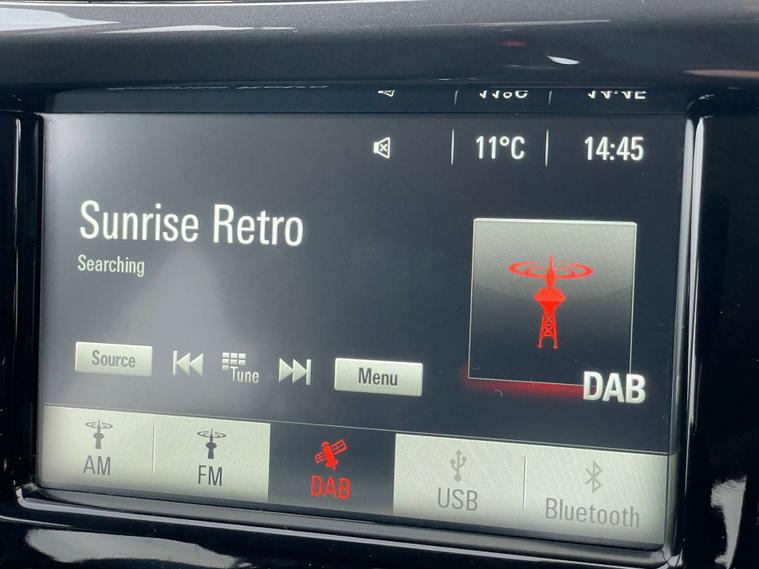 11°C 14:45
Sunrise Retro
Searching
Source Tune Menu
DAB
AM FM DAB USB Bluetooth